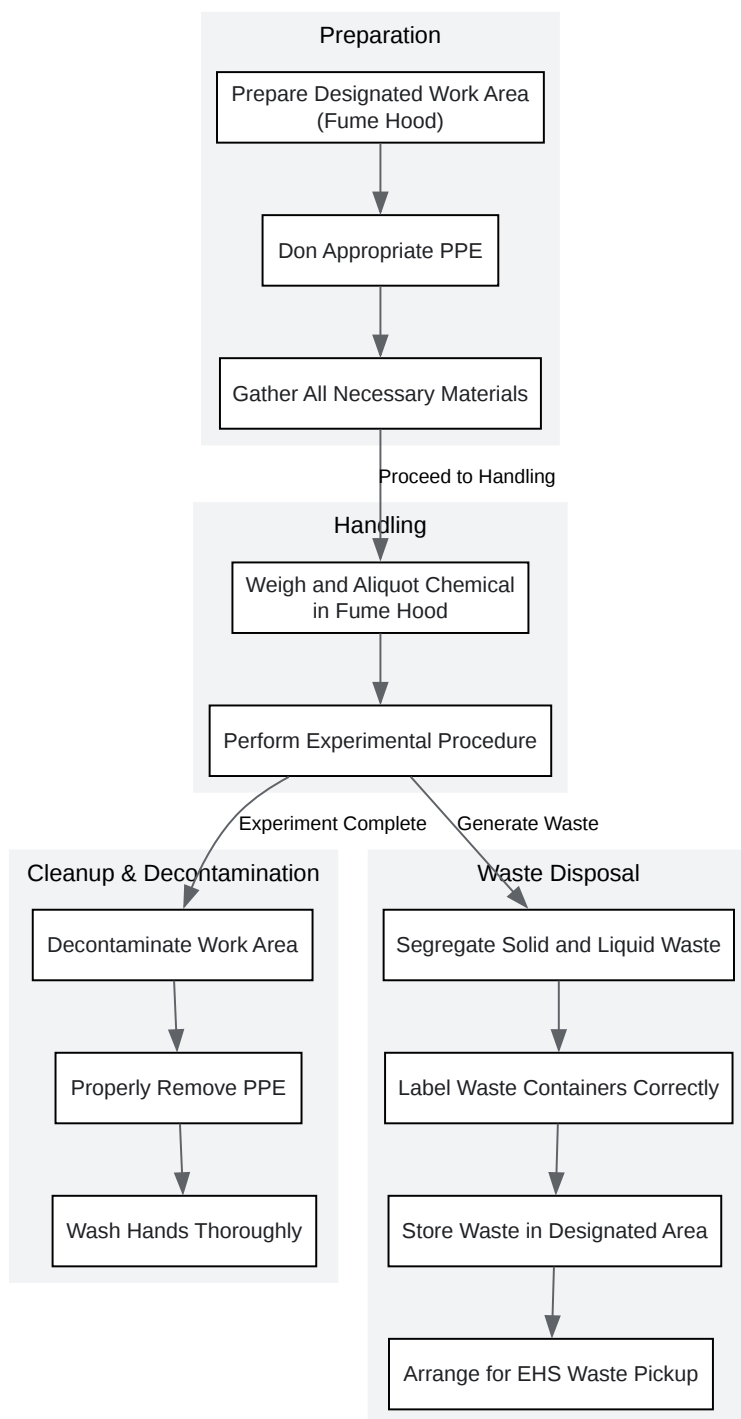 Preparation
Prepare Designated Work Area
(Fume Hood)
Don Appropriate PPE
Gather All Necessary Materials
Proceed to Handling
Handling
Weigh and Aliquot Chemical
in Fume Hood
Perform Experimental Procedure
Experiment Complete
Generate Waste
Cleanup & Decontamination
Decontaminate Work Area
Properly Remove PPE
Wash Hands Thoroughly
Waste Disposal
Segregate Solid and Liquid Waste
Label Waste Containers Correctly
Store Waste in Designated Area
Arrange for EHS Waste Pickup